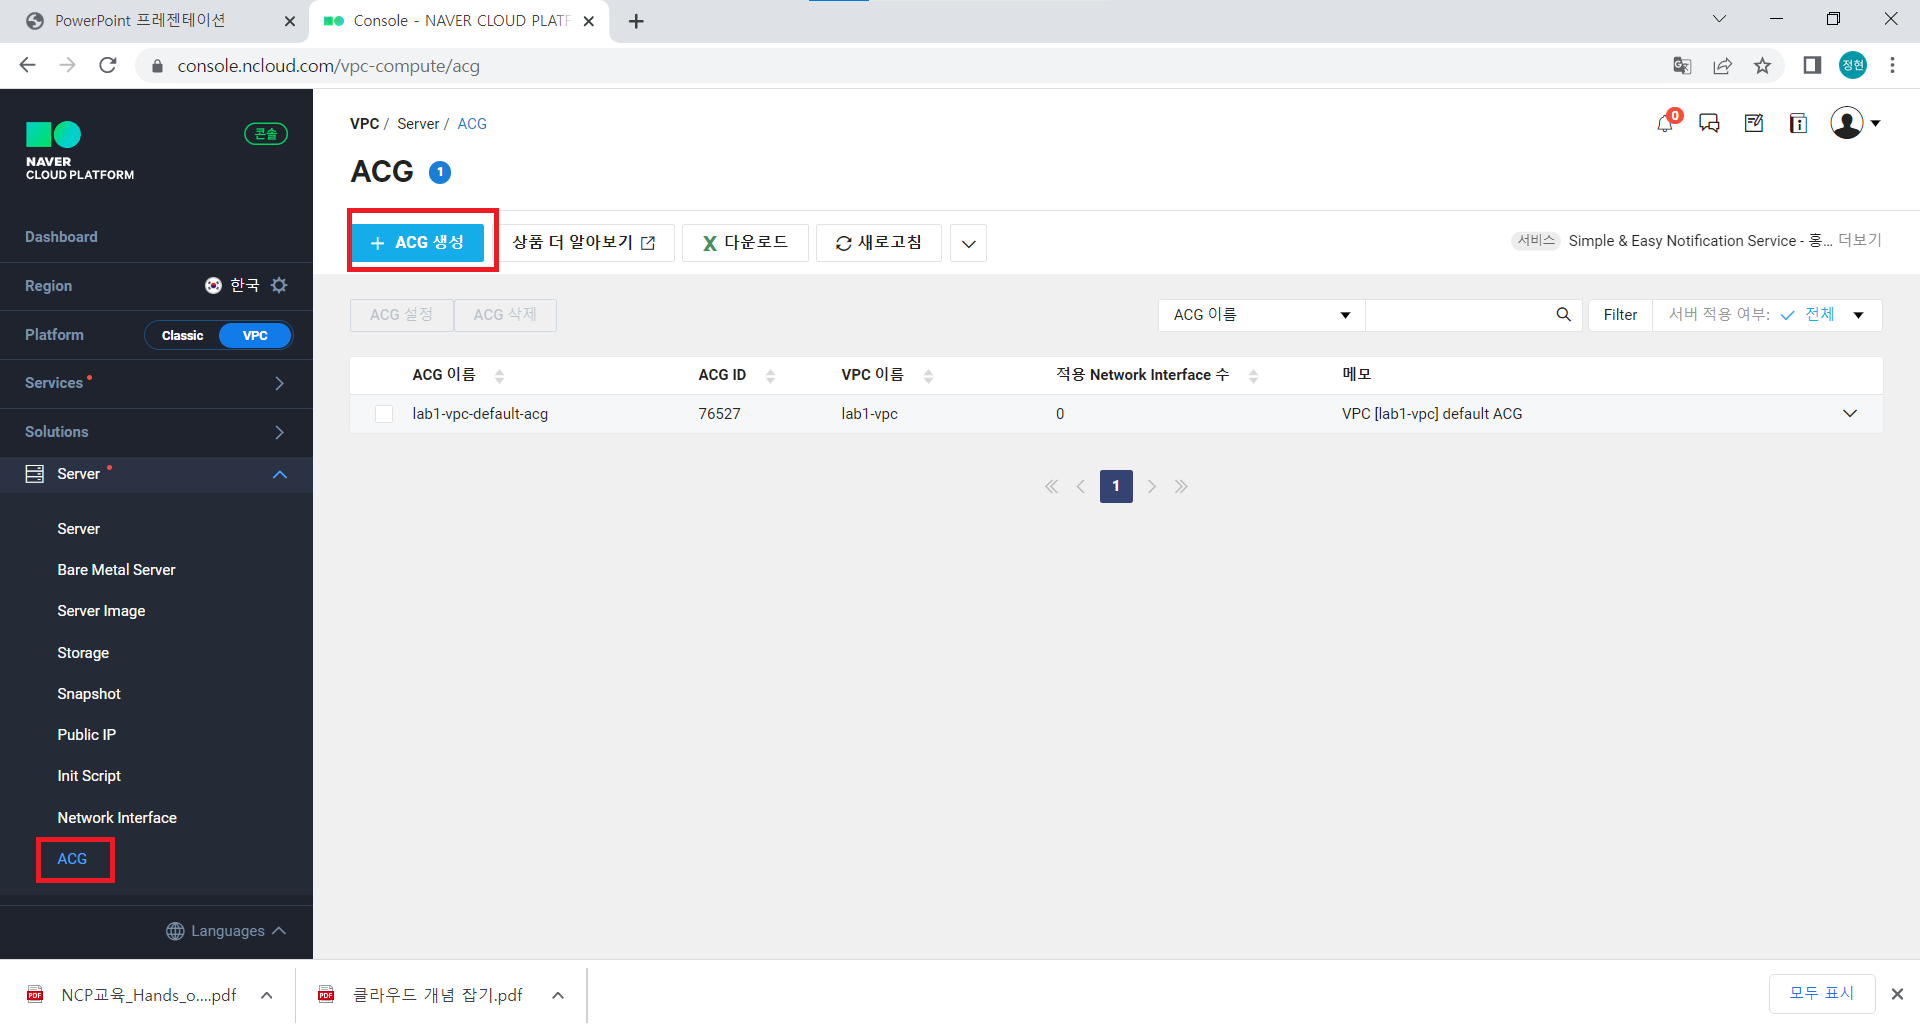 PowerPoint 프레젠테이션
Console - NAVER CLOUD PLATF
console.ncloud.com/vpc-compute/acg
정현
NAVER
CLOUD PLATFORM
콘솔
Dashboard
Region 한국
Platform Classic VPC
Services
Solutions
Server
Server
Bare Metal Server
Server Image
Storage
Snapshot
Public IP
Init Script
Network Interface
ACG
Languages
VPC / Server / ACG
0
ACG 1
+ ACG 생성 상품 더 알아보기 다운로드 새로고침
서비스 Simple & Easy Notification Service - 홍... 더보기
ACG 설정 ACG 삭제
ACG 이름 Filter 서버 적용 여부: 전체
ACG 이름 ACG ID VPC 이름 적용 Network Interface 수 메모
lab1-vpc-default-acg 76527 lab1-vpc 0 VPC [lab1-vpc] default ACG
1
PDF NCP교육_Hands_o....pdf PDF 클라우드 개념 잡기.pdf 모두 표시